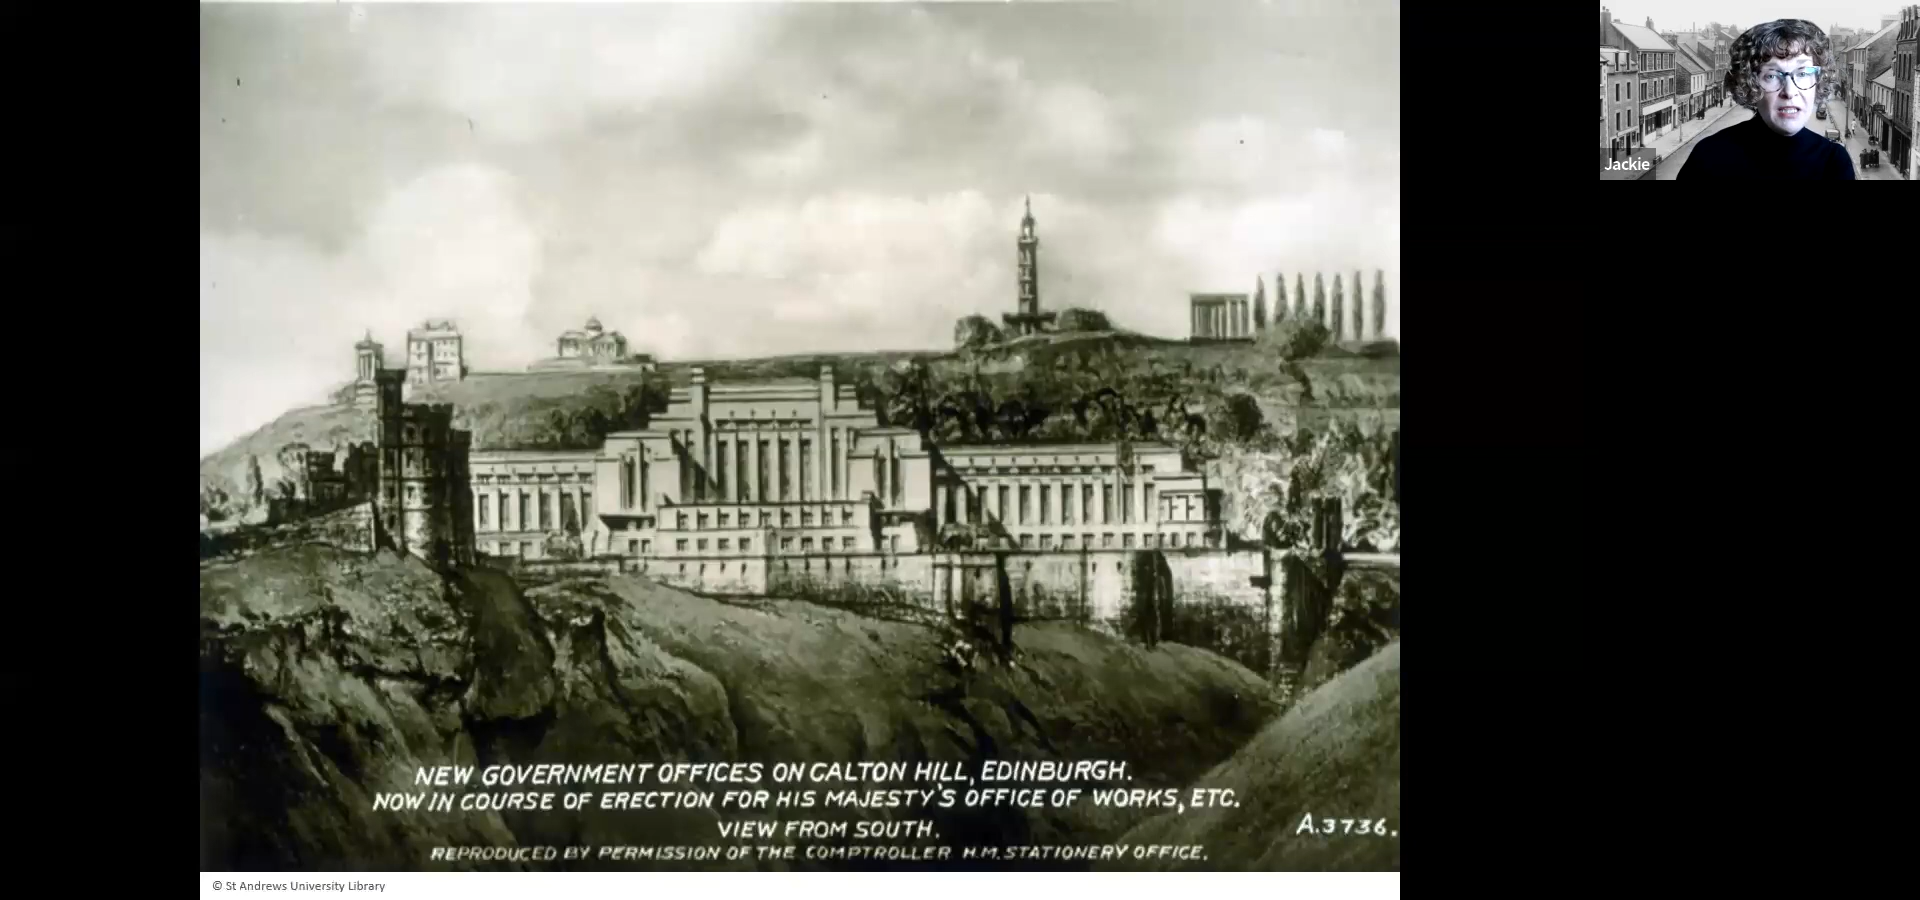 Jackie
NEW GOVERNMENT OFFICES ON CALTON HILL, EDINBURGH.
NOW IN COURSE OF ERECTION FOR HIS MAJESTY'S OFFICE OF WORKS, ETC.
VIEW FROM SOUTH.
A.3736.
REPRODUCED BY PERMISSION OF THE COMPTROLLER H.M. STATIONERY OFFICE.
© St Andrews University Library